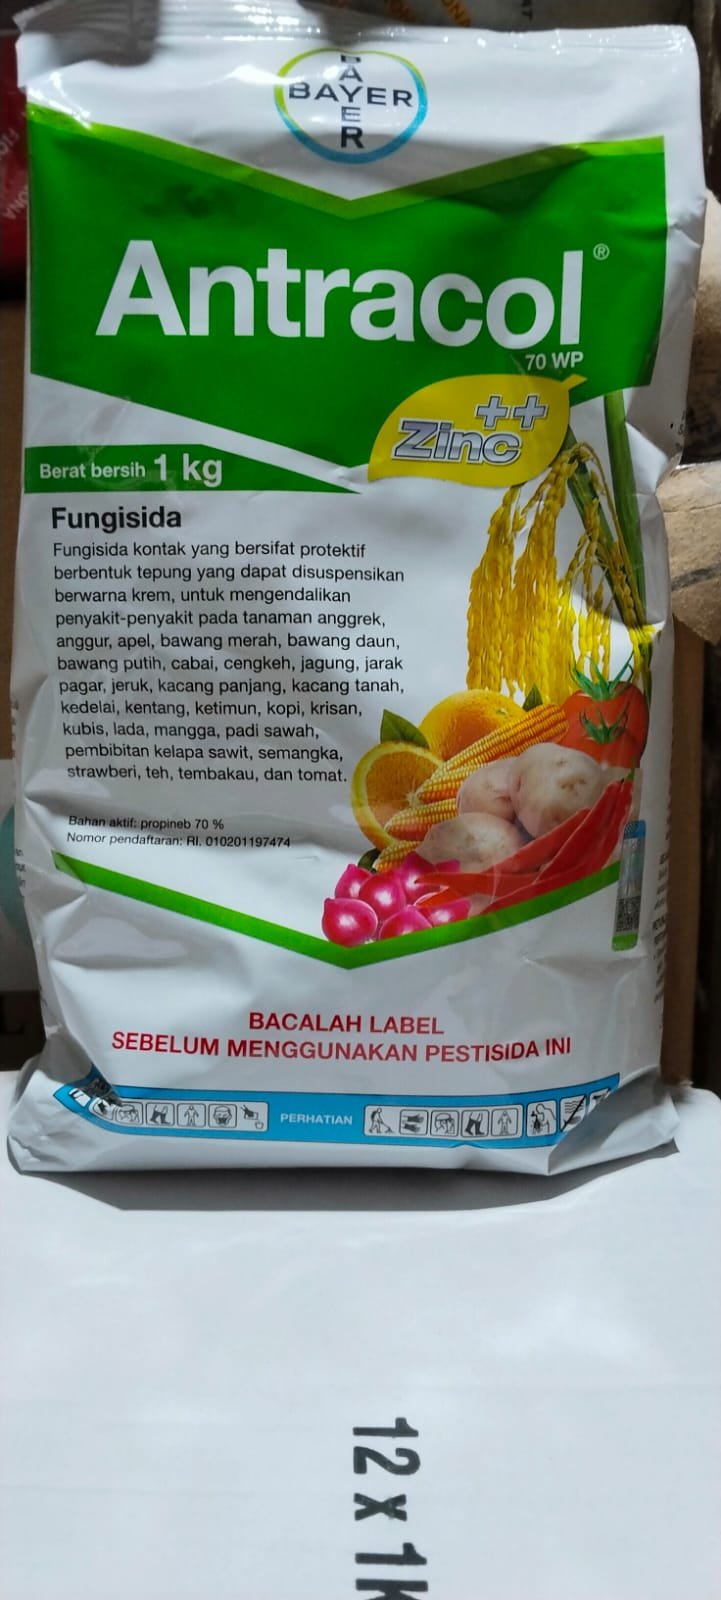 BAYER
BAYER
Antracol®
70 WP
Zinc++
Berat bersih 1 kg
Fungisida
Fungisida kontak yang bersifat protektif
berbentuk tepung yang dapat disuspensikan
berwarna krem, untuk mengendalikan
penyakit-penyakit pada tanaman anggrek,
anggur, apel, bawang merah, bawang daun,
bawang putih, cabai, cengkeh, jagung, jarak
pagar, jeruk, kacang panjang, kacang tanah,
kedelai, kentang, ketimun, kopi, krisan,
kubis, lada, mangga, padi sawah,
pembibitan kelapa sawit, semangka,
strawberi, teh, tembakau, dan tomat.
Bahan aktif: propineb 70 %
Nomor pendaftaran: RI. 010201197474
BACALAH LABEL
SEBELUM MENGGUNAKAN PESTISIDA INI
PERHATIAN
12 x 1K